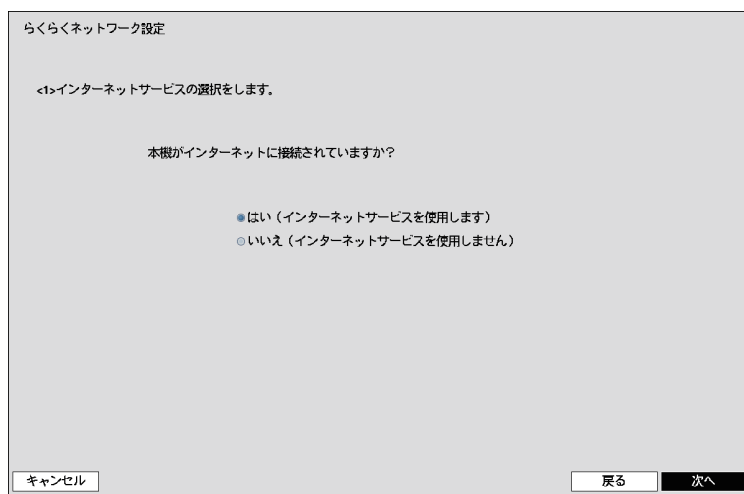 らくらくネットワーク設定
<1>インターネットサービスの選択をします。
本機がインターネットに接続されていますか？
はい（インターネットサービスを使用します）
いいえ（インターネットサービスを使用しません）
キャンセル 戻る 次へ